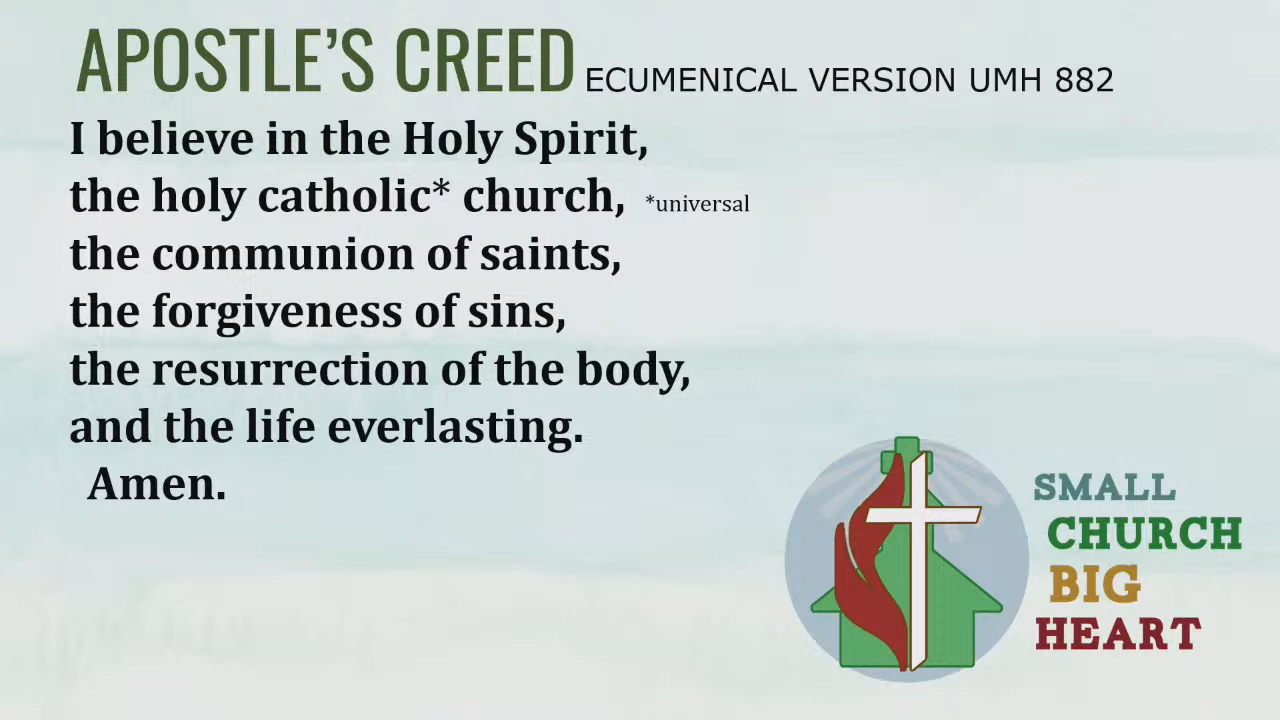 APOSTLE’S CREED ECUMENICAL VERSION UMH 882
I believe in the Holy Spirit,
the holy catholic* church, *universal
the communion of saints,
the forgiveness of sins,
the resurrection of the body,
and the life everlasting.
Amen.
SMALL
CHURCH
BIG
HEART